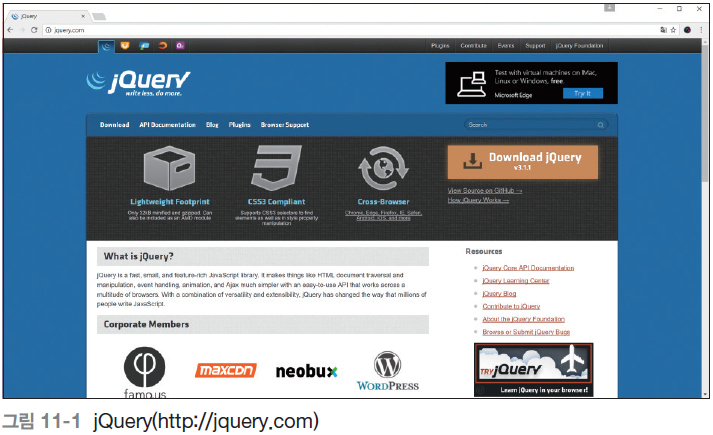 jQuery
jquery.com
Plugins Contribute Events Support jQuery Foundation
jQuery
write less, do more.
Test with virtual machines on iMac,
Linux or Windows, free.
Microsoft Edge
Try It
Download API Documentation Blog Plugins Browser Support
Search
Lightweight Footprint
Only 32kB minified and gzipped. Can
also be included as an AMD module
CSS3 Compliant
Supports CSS3 selectors to find
elements as well as in style property
manipulation
Cross-Browser
Chrome, Edge, Firefox, IE, Safari,
Android, iOS, and more
Download jQuery
v3.1.1
View Source on GitHub →
How jQuery Works →
What is jQuery?
jQuery is a fast, small, and feature-rich JavaScript library. It makes things like HTML document traversal and
manipulation, event handling, animation, and Ajax much simpler with an easy-to-use API that works across a
multitude of browsers. With a combination of versatility and extensibility, jQuery has changed the way that millions of
people write JavaScript.
Corporate Members
famous
maxcdn
neobux
WORDPRESS
Resources
jQuery Core API Documentation
jQuery Learning Center
jQuery Blog
Contribute to jQuery
About the jQuery Foundation
Browse or Submit jQuery Bugs
TRY jQuery
Learn jQuery in your browser!
그림 11-1 jQuery(http://jquery.com)